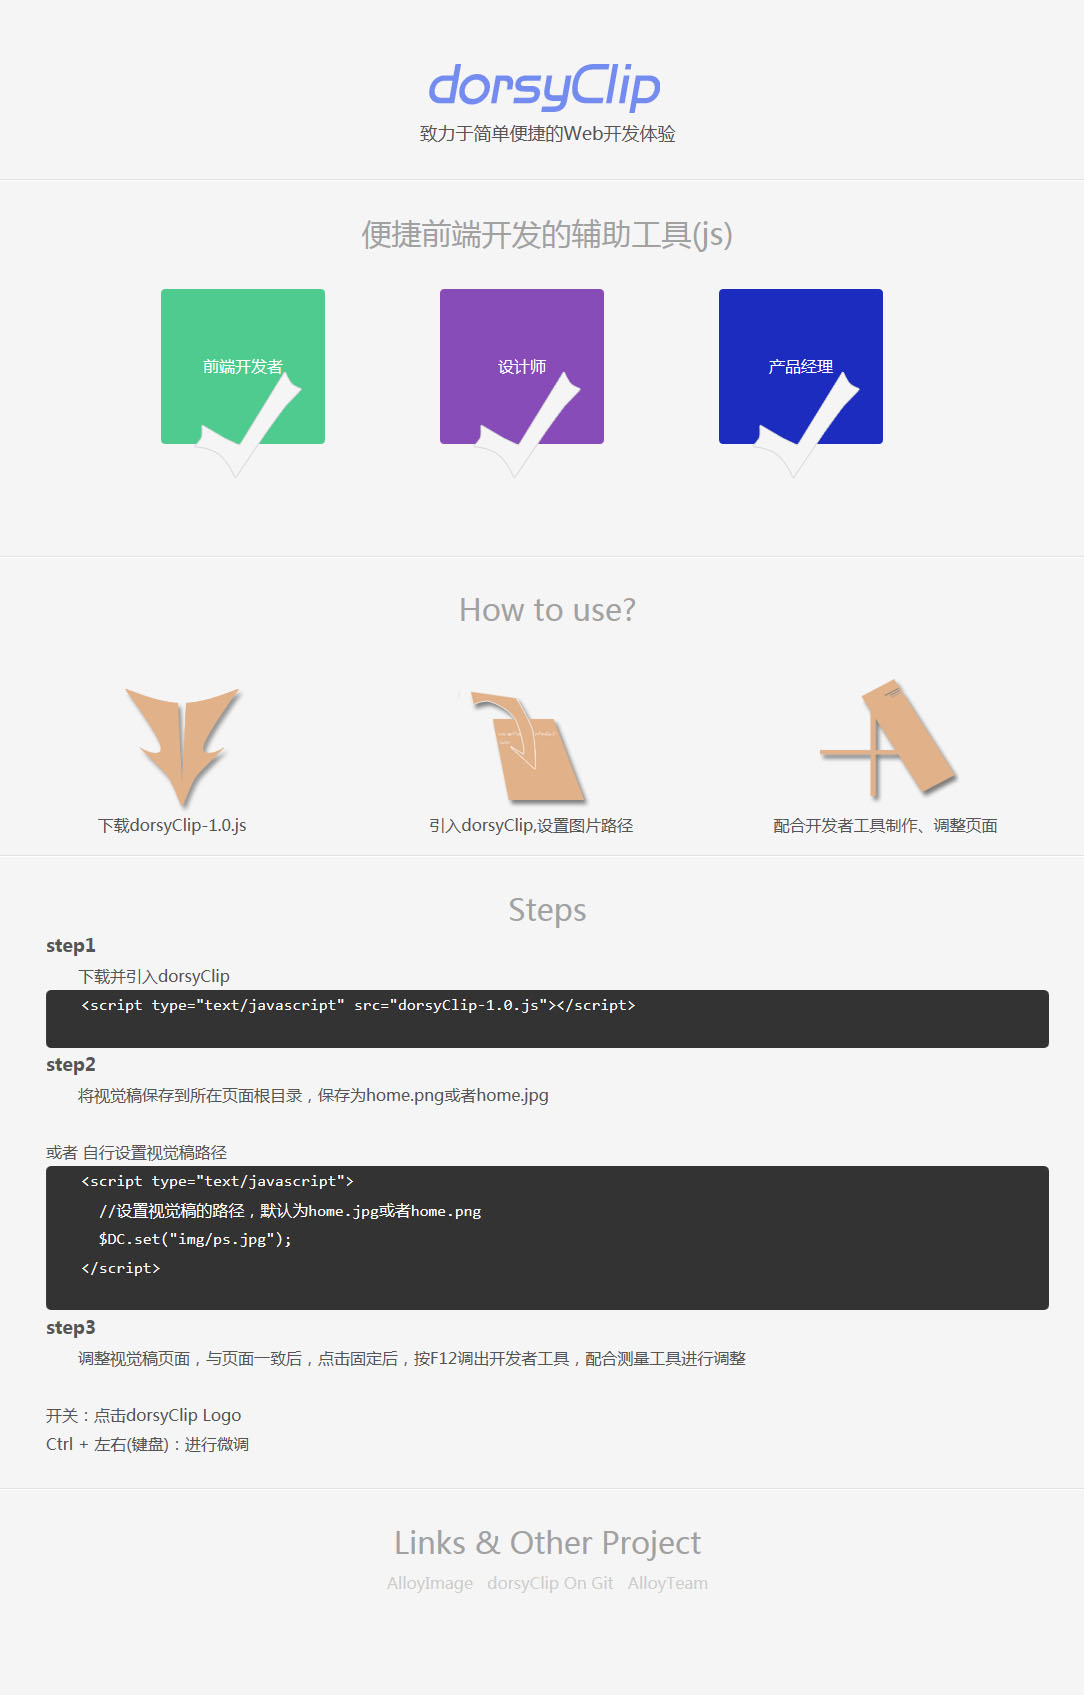 dorsyClip
致力于简单便捷的Web开发体验
便捷前端开发的辅助工具(js)
前端开发者
设计师
产品经理
How to use?
下载dorsyClip-1.0.js
引入dorsyClip,设置图片路径
配合开发者工具制作、调整页面
Steps
step1
下载并引入dorsyClip
<script type="text/javascript" src="dorsyClip-1.0.js"></script>
step2
将视觉稿保存到所在页面根目录，保存为home.png或者home.jpg
或者 自行设置视觉稿路径
<script type="text/javascript">
//设置视觉稿的路径，默认为home.jpg或者home.png
$DC.set("img/ps.jpg");
</script>
step3
调整视觉稿页面，与页面一致后，点击固定后，按F12调出开发者工具，配合测量工具进行调整
开关：点击dorsyClip Logo
Ctrl + 左右(键盘)：进行微调
Links & Other Project
AlloyImage dorsyClip On Git AlloyTeam